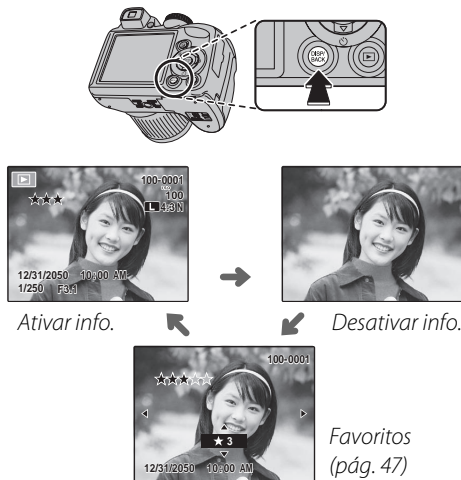 DISP/
BACK
100-0001
ISO
100
L 4:3 N
12/31/2050 10:00 AM
1/250 F3.1
Ativar info.
Desativar info.
100-0001
3
12/31/2050 10:00 AM
Favoritos
(pág. 47)